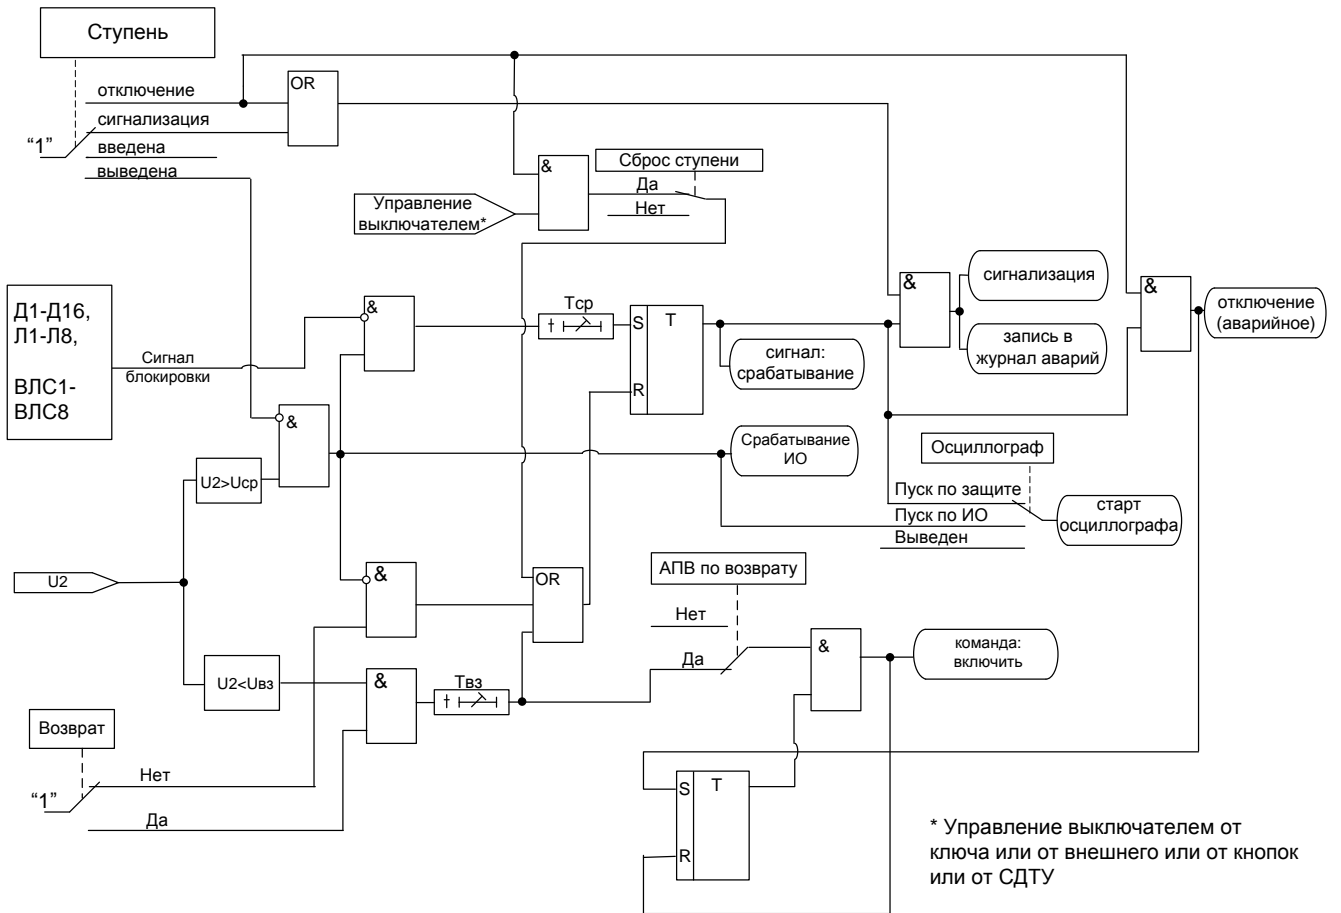 Ступень
отключение
сигнализация
“1”
введена
выведена
OR
&
Сброс ступени
Да
Нет
Управление
выключателем*
Д1-Д16,
Л1-Л8,
ВЛС1-
ВЛС8
Сигнал
блокировки
&
Тср
S
T
R
&
сигнализация
запись в
журнал аварий
&
отключение
(аварийное)
сигнал:
срабатывание
&
U2>Uср
Срабатывание
ИО
Осциллограф
Пуск по защите
Пуск по ИО
Выведен
старт
осциллографа
U2
&
OR
АПВ по возврату
Нет
Да
&
команда:
включить
U2<Uвз
&
Твз
Возврат
“1”
Нет
Да
S
T
R
* Управление выключателем от
ключа или от внешнего или от кнопок
или от СДТУ